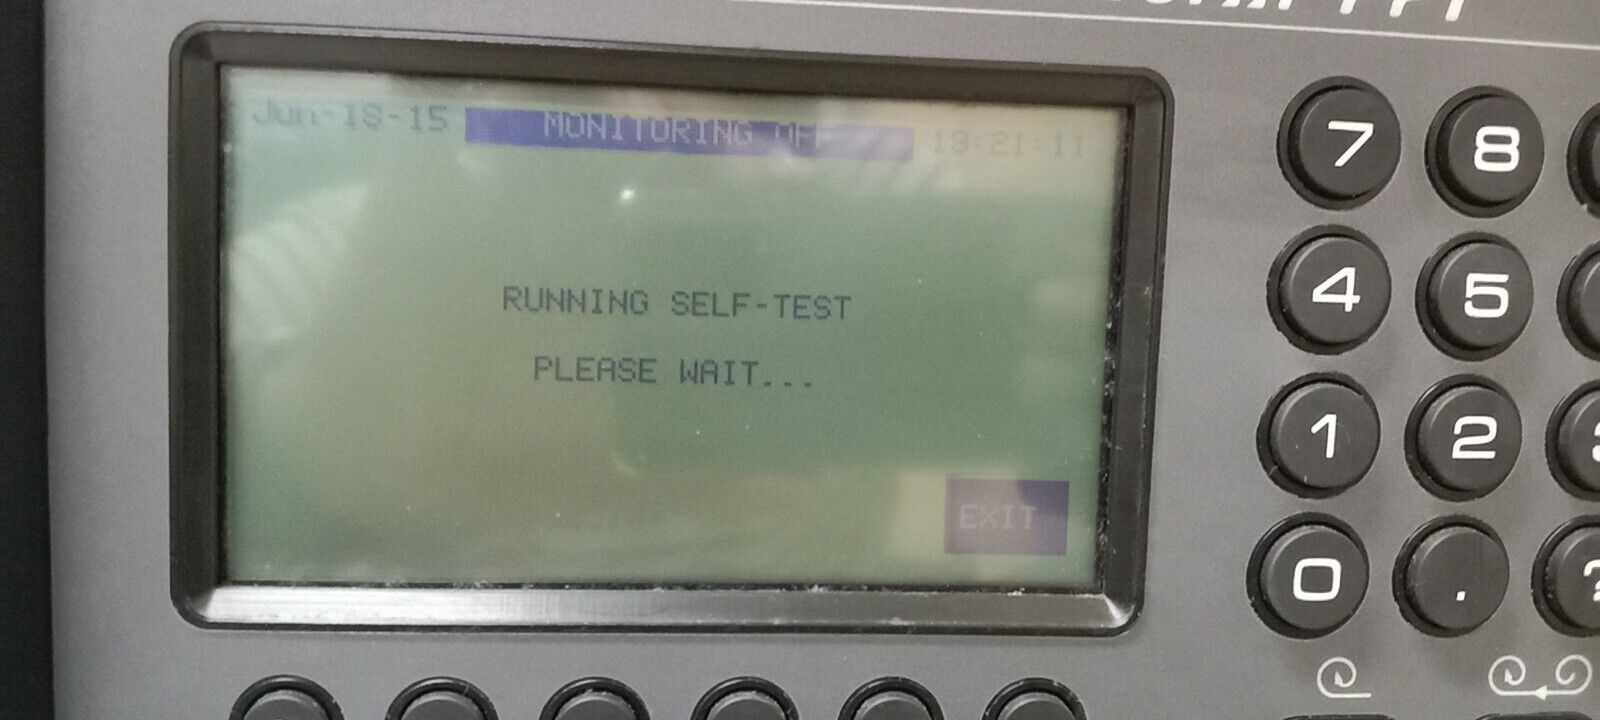 Jun-18-15 MONITORING OFF 19:21:11
RUNNING SELF-TEST
PLEASE WAIT...
EXIT
7 8
4 5
1 2
0 . ?